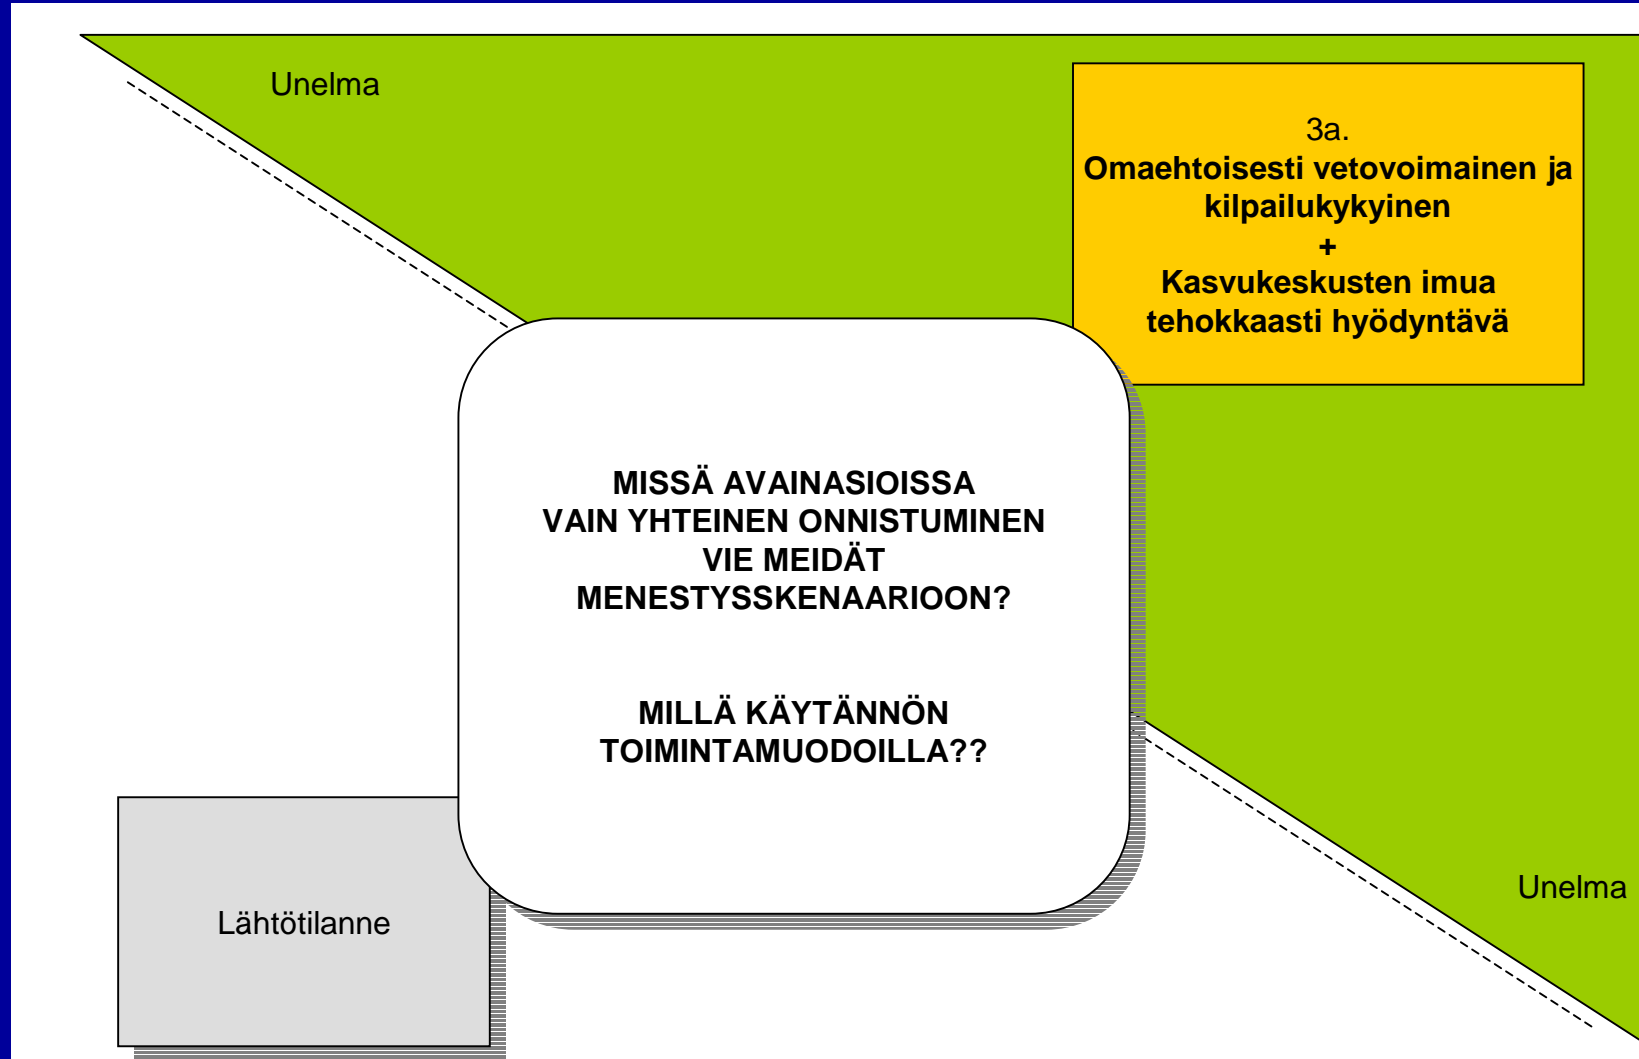 Unelma
3a.
Omaehtoisesti vetovoimainen ja
kilpailukykyinen
+
Kasvukeskusten imua
tehokkaasti hyödyntävä
MISSÄ AVAINASIOISSA
VAIN YHTEINEN ONNISTUMINEN
VIE MEIDÄT
MENESTYSSKENAARIOON?
MILLÄ KÄYTÄNNÖN
TOIMINTAMUODOILLA??
Unelma
Lähtötilanne